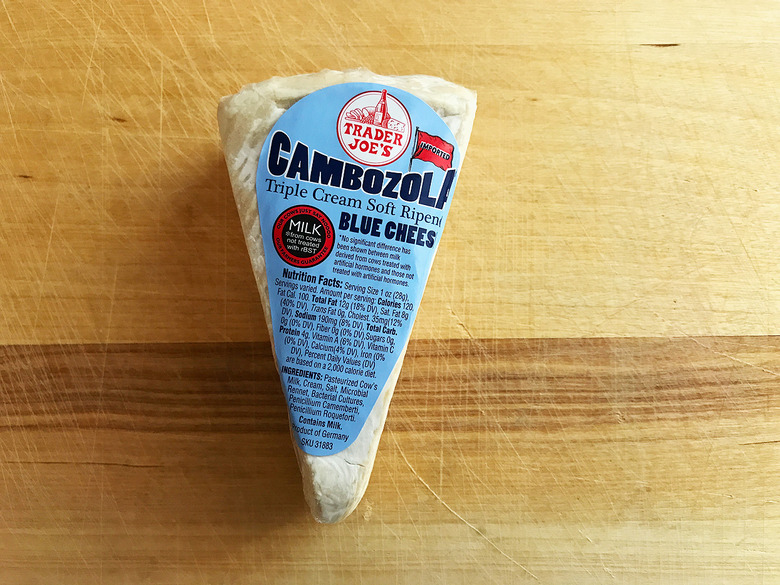 TRADER
JOE'S
IMPORTED
CAMBOZOLA
Triple Cream Soft Ripen
BLUE CHEES
MILK
*from cows
not treated
with rBST
*No significant difference has
been shown between milk
derived from cows treated with
artificial hormones and those not
treated with artificial hormones.
Nutrition Facts: Serving Size 1 oz (28g),
Servings varied. Amount per serving: Calories 120,
Fat Cal. 100, Total Fat 12g (18% DV), Sat. Fat 8g
(40% DV), Trans Fat 0g, Cholest. 35mg(12%
DV), Sodium 190mg (8% DV), Total Carb.
0g (0% DV), Fiber 0g (0% DV),Sugars 0g,
Protein 4g, Vitamin A (6% DV), Vitamin C
(0% DV), Calcium(4% DV), Iron (0%
DV), Percent Daily Values (DV)
are based on a 2,000 calorie diet.
INGREDIENTS: Pasteurized Cow's
Milk, Cream, Salt, Microbial
Rennet, Bacterial Cultures,
Penicillium Camemberti,
Penicillium Roqueforti.
Contains Milk.
oduct of Germany
SKU 31883